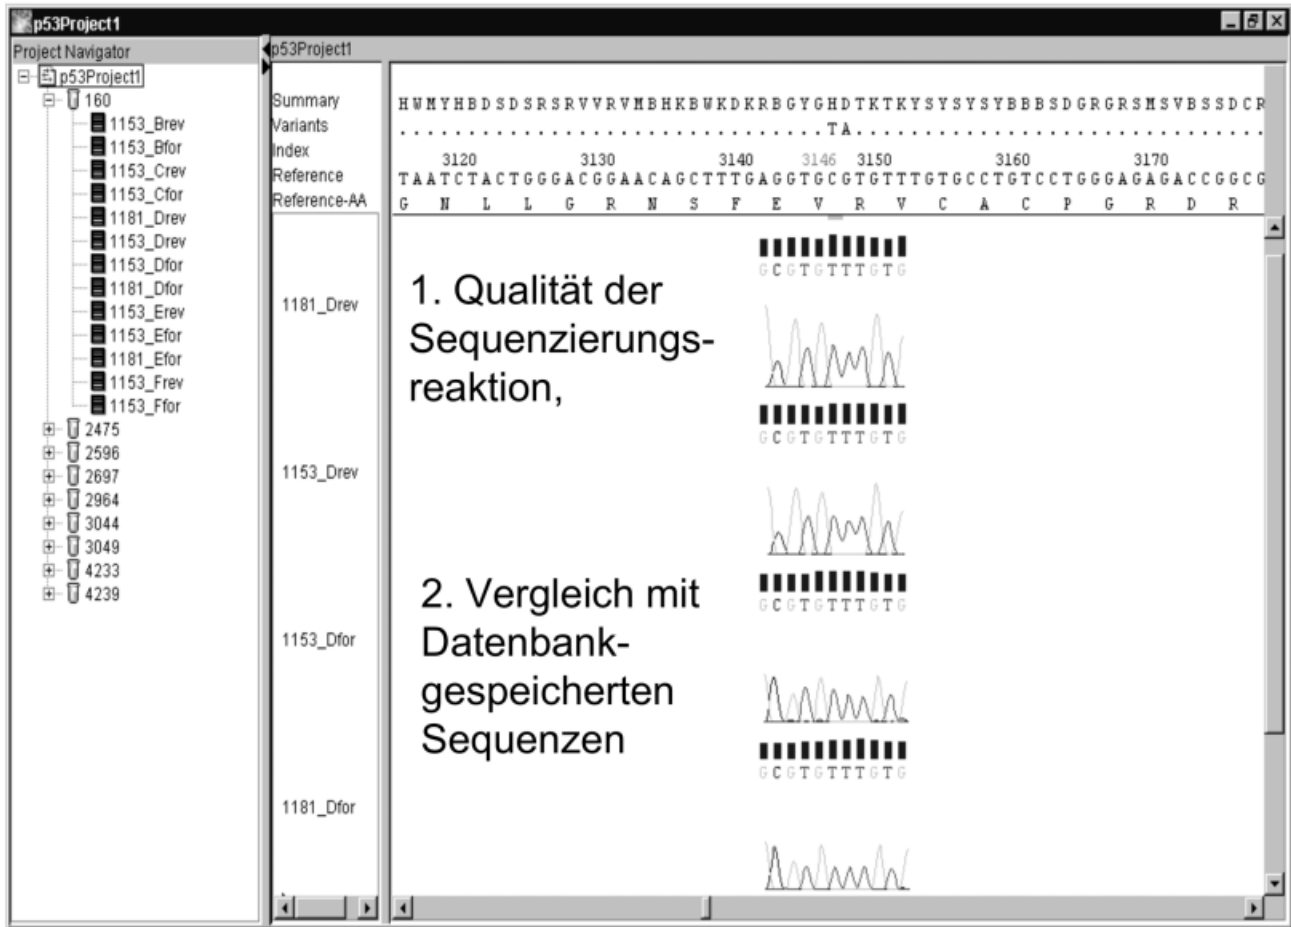 p53Project1
Project Navigator
p53Project1
p53Project1
160
1153_Brev
1153_Bfor
1153_Crev
1153_Cfor
1181_Drev
1153_Drev
1153_Dfor
1181_Dfor
1153_Erev
1153_Efor
1181_Efor
1153_Frev
1153_Ffor
2475
2596
2697
2964
3044
3049
4233
4239
Summary HWMYHBDSDSRSRVVRVMBHKBWKDKRBGYGHDTKTKYSYSYSYBBBSDGRGRSMSVBSSDCR
Variants ...............................TA..............................
Index 3120 3130 3140 3146 3150 3160 3170
Reference TAATCTACTGGGACGGAACAGCTTTGAGGTGCGTGTTTGTGCCTGTCCTGGGAGAGACCGGCG
Reference-AA G N L L G R N S F E V R V C A C P G R D R
GCGTGTTTGTG
1181_Drev
GCGTGTTTGTG
1153_Drev
GCGTGTTTGTG
1153_Dfor
GCGTGTTTGTG
1181_Dfor
1. Qualität der
Sequenzierungs-
reaktion,
2. Vergleich mit
Datenbank-
gespeicherten
Sequenzen